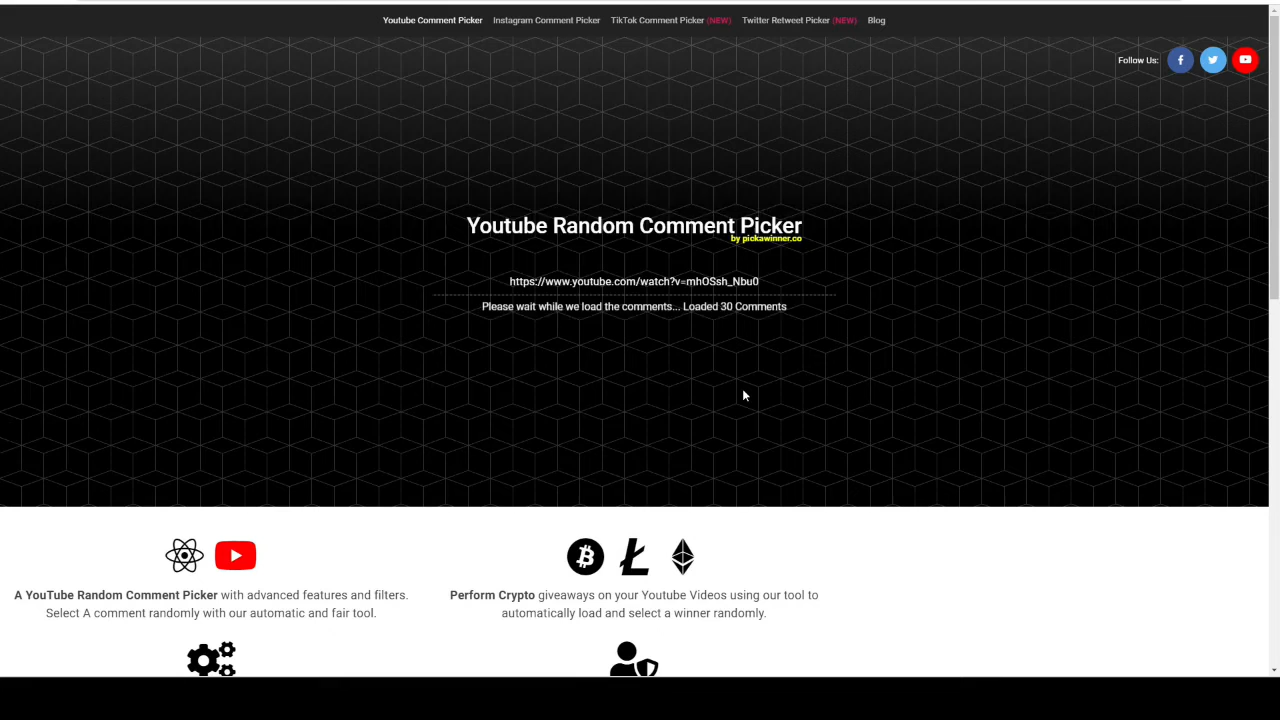 Youtube Comment Picker Instagram Comment Picker TikTok Comment Picker (NEW) Twitter Retweet Picker (NEW) Blog
Follow Us:
Youtube Random Comment Picker
by pickawinner.co
https://www.youtube.com/watch?v=mhOSsh_Nbu0
Please wait while we load the comments... Loaded 30 Comments
A YouTube Random Comment Picker with advanced features and filters.
Select A comment randomly with our automatic and fair tool.
Perform Crypto giveaways on your Youtube Videos using our tool to
automatically load and select a winner randomly.